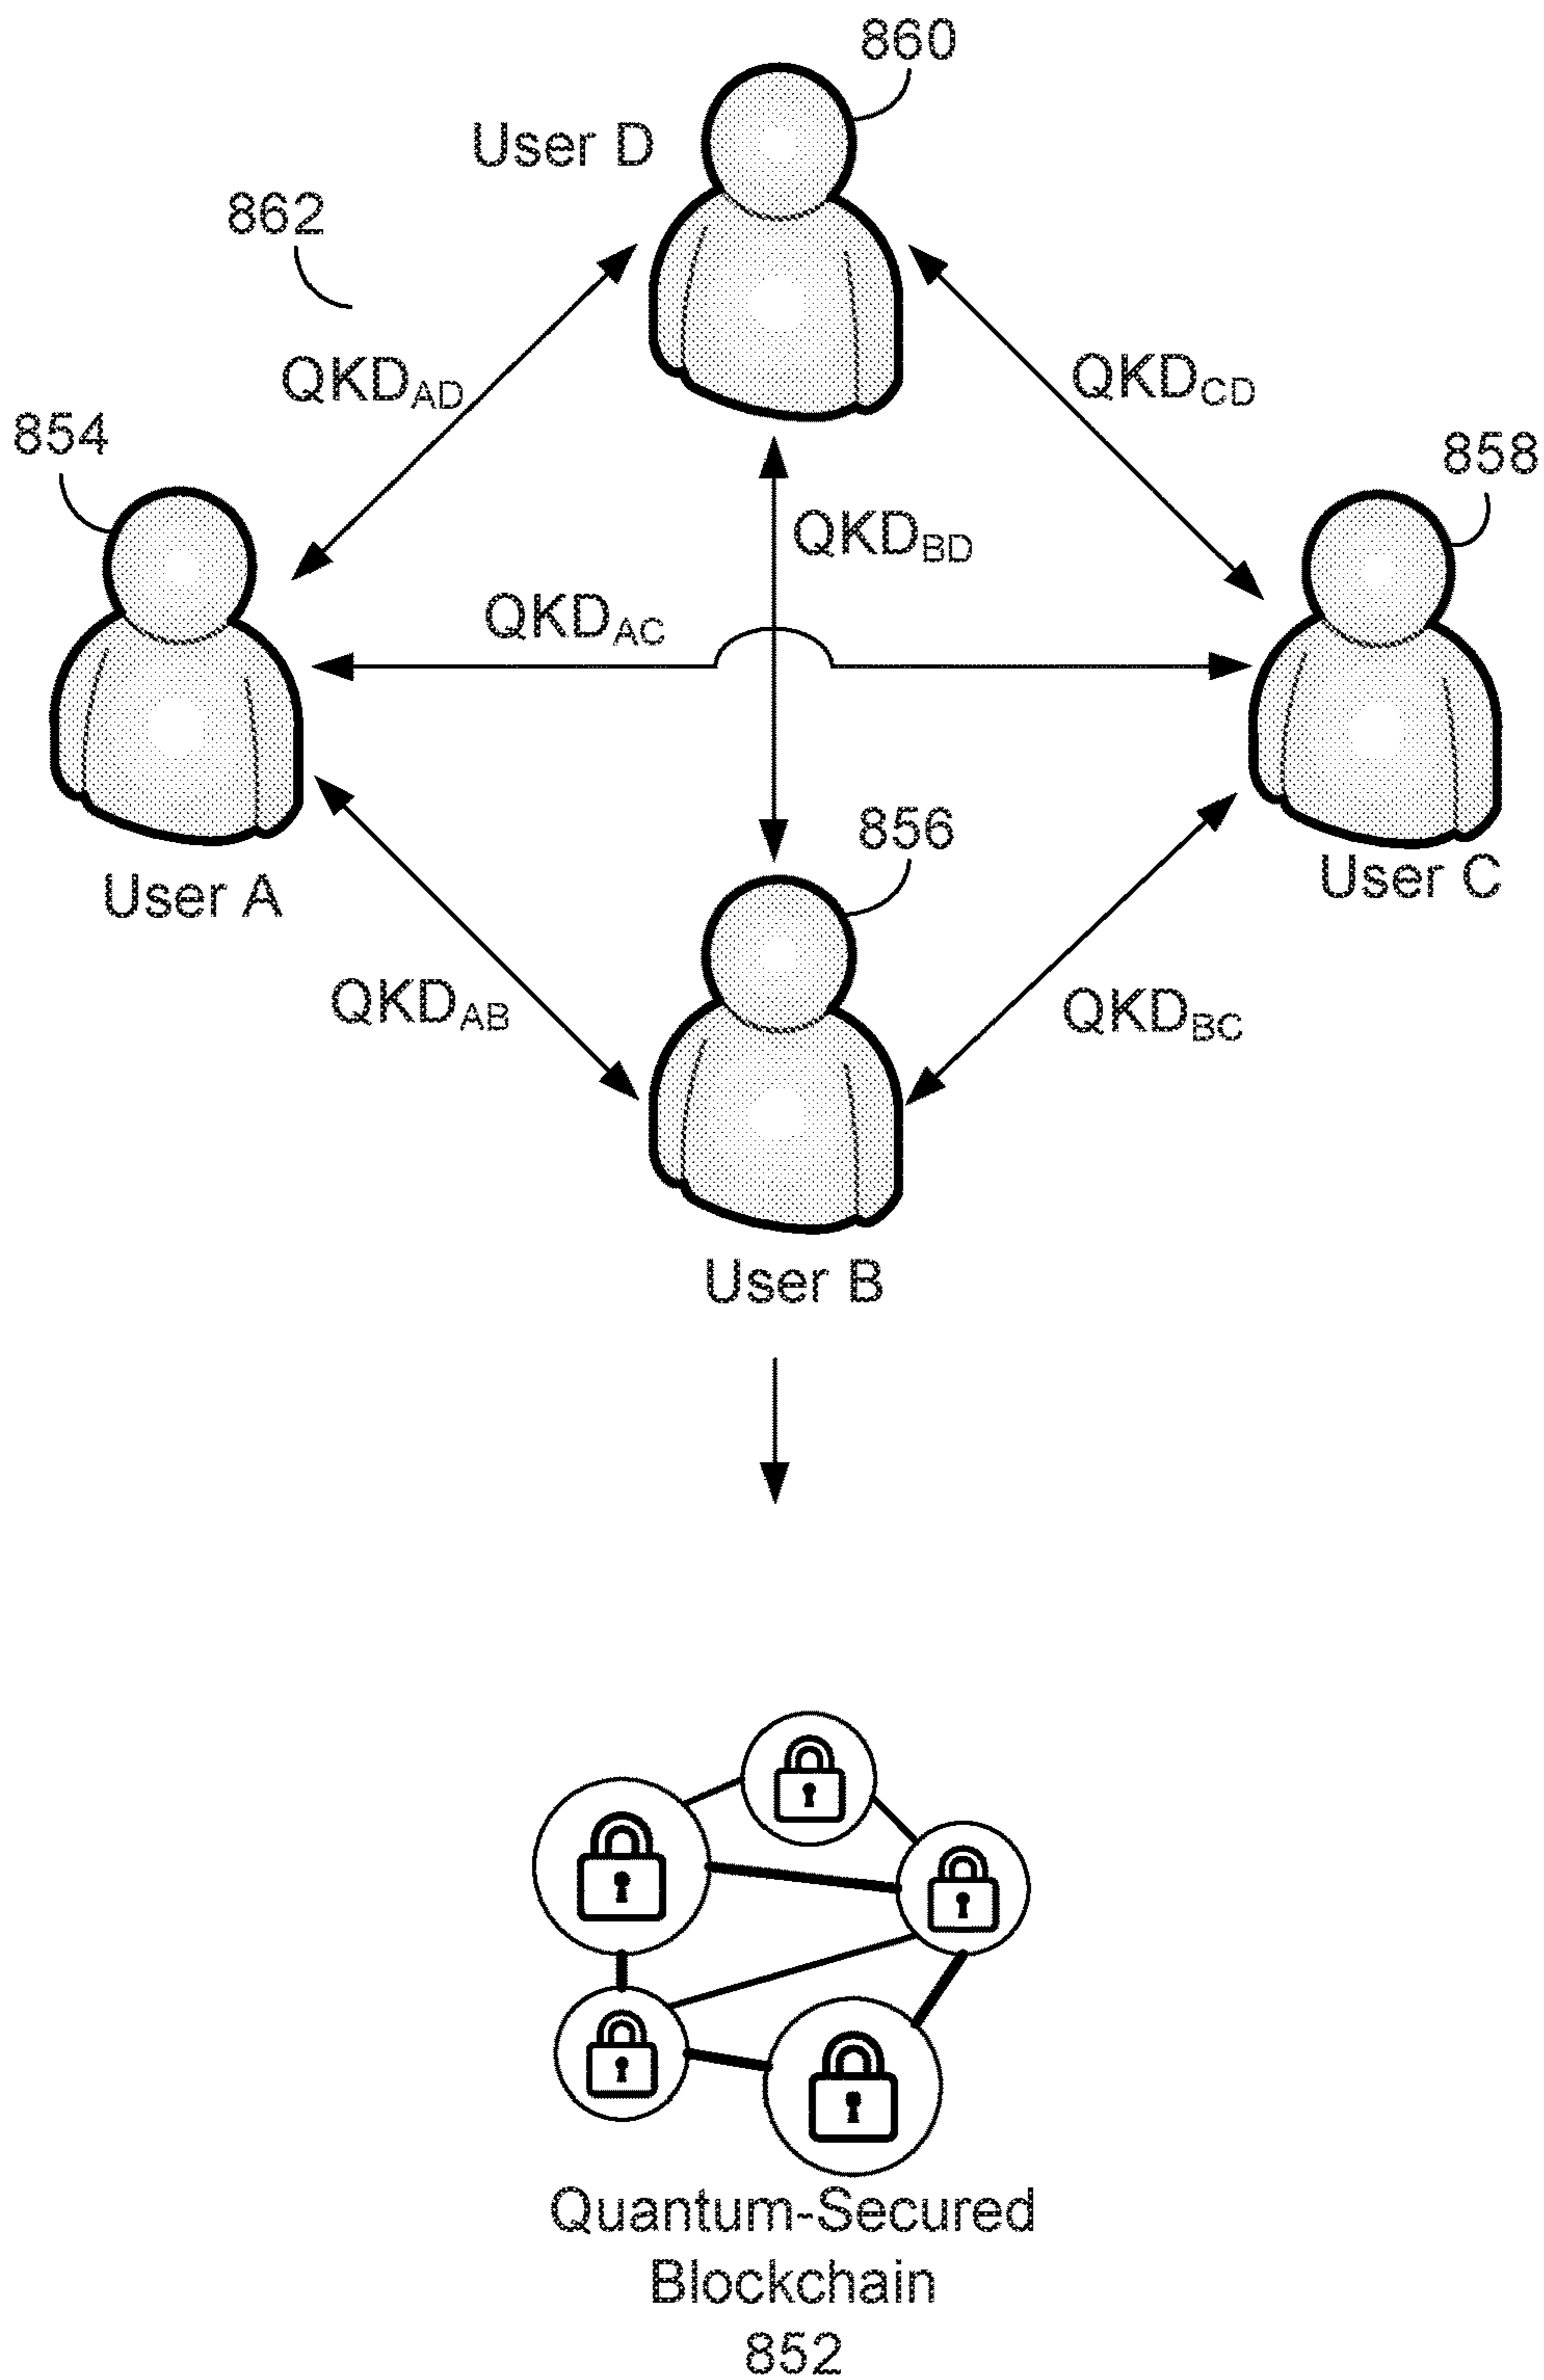 860
User D
862
QKDAD
QKDCD
854
858
QKDBD
QKDAC
856
User A
User C
QKDAB
QKDBC
User B
Quantum-Secured
Blockchain
852